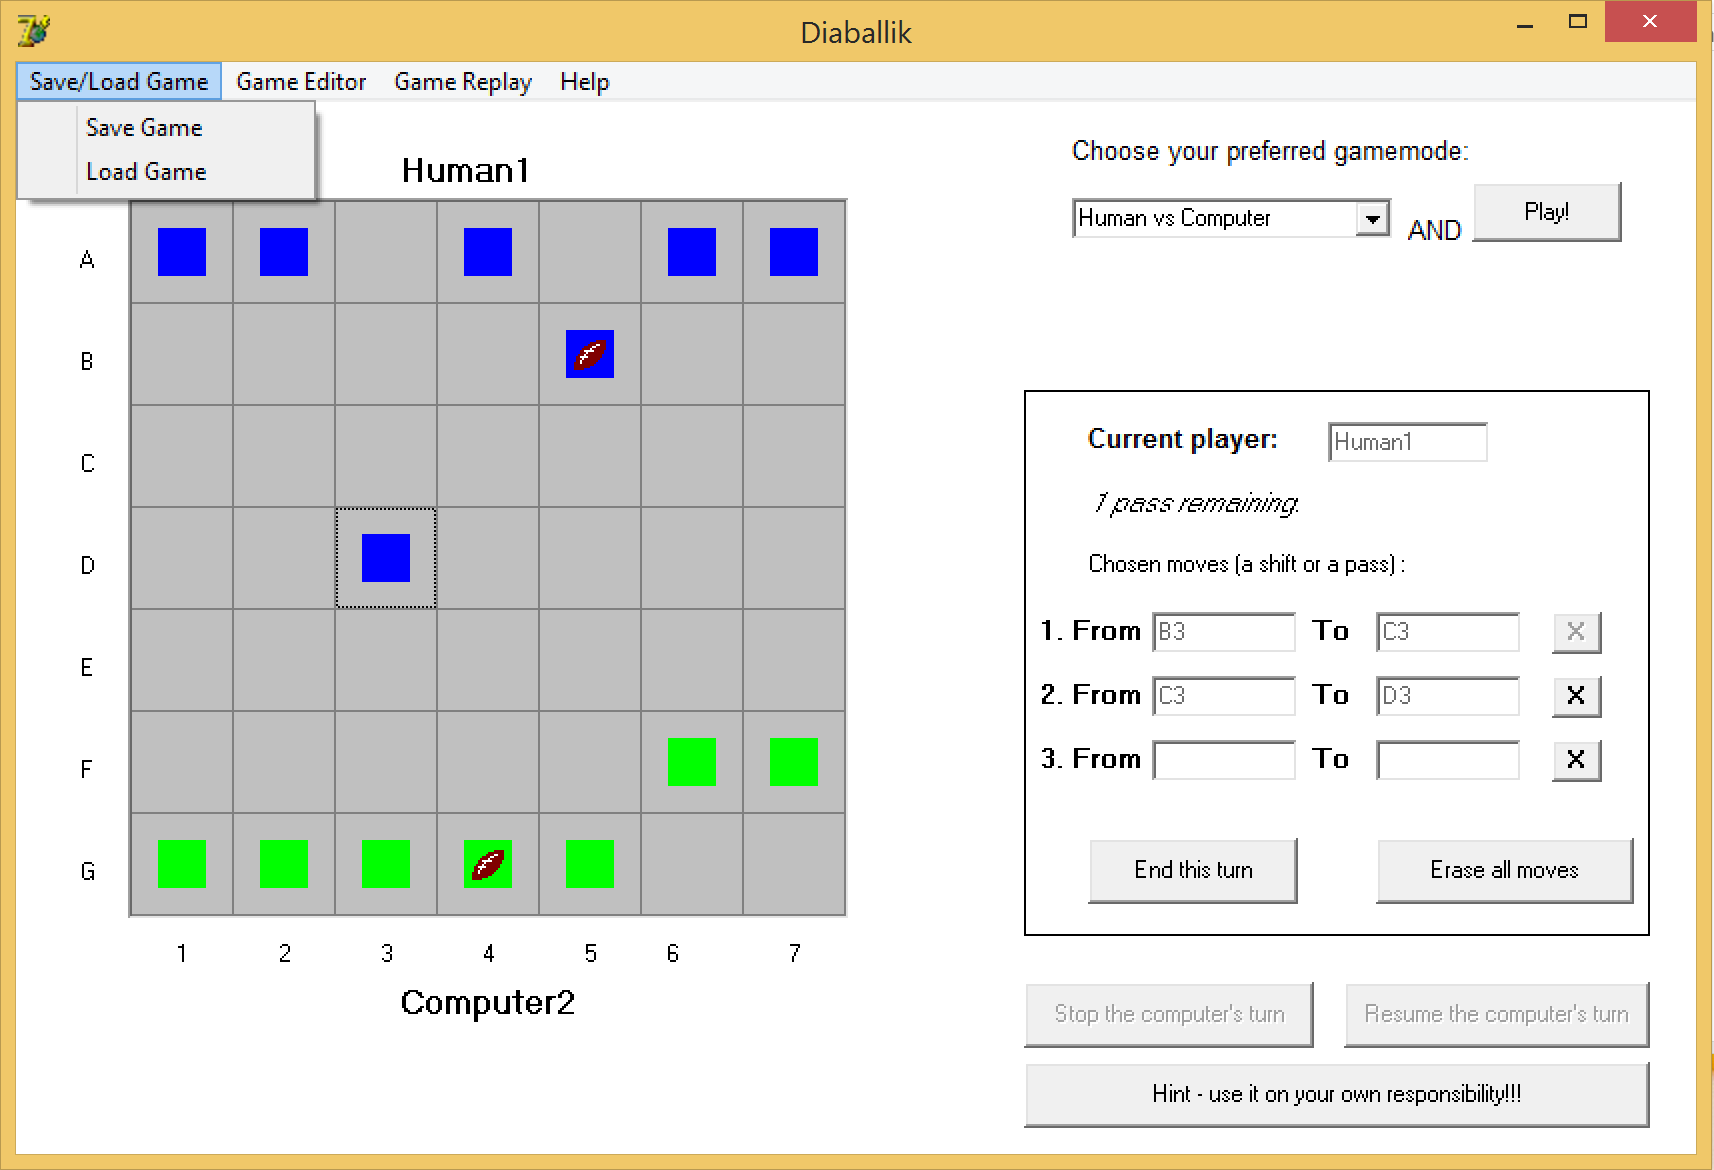 Diaballik
Save/Load Game Game Editor Game Replay Help
Save Game
Load Game
Human1
A
B
C
D
E
F
G
1 2 3 4 5 6 7
Computer2
Choose your preferred gamemode:
Human vs Computer AND Play!
Current player: Human1
1 pass remaining.
Chosen moves (a shift or a pass) :
1. From B3 To C3 X
2. From C3 To D3 X
3. From To X
End this turn Erase all moves
Stop the computer's turn Resume the computer's turn
Hint - use it on your own responsibility!!!